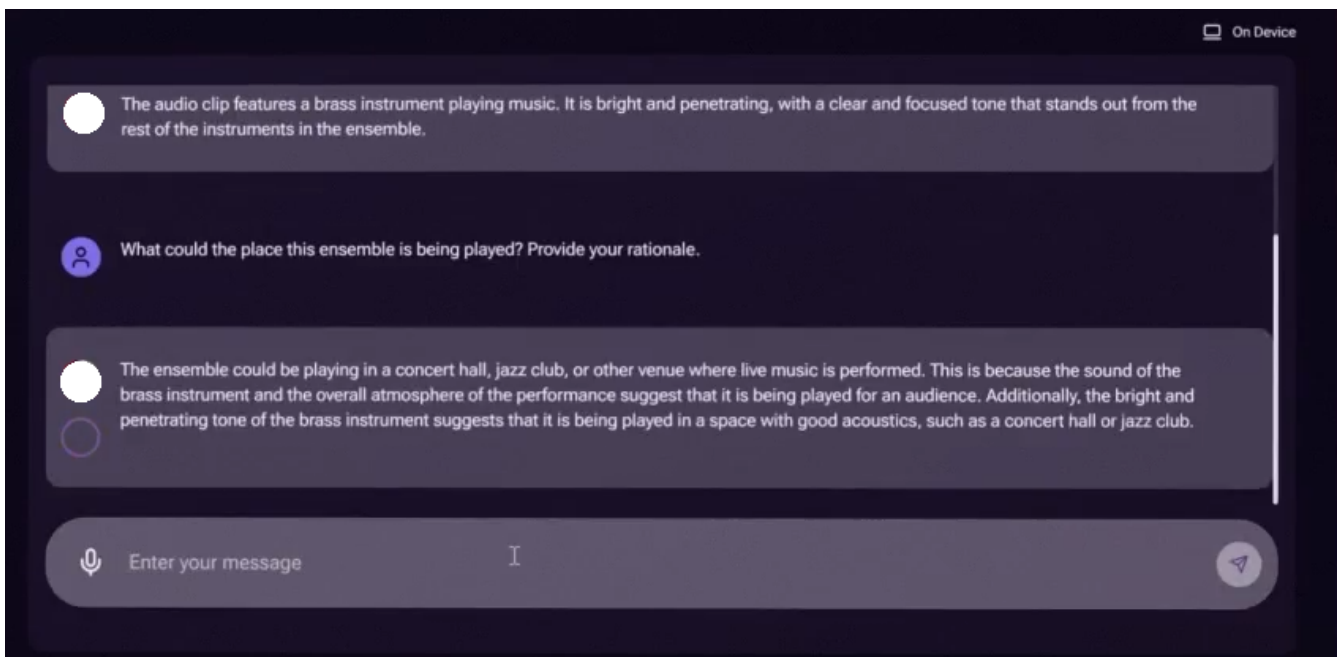 On Device
The audio clip features a brass instrument playing music. It is bright and penetrating, with a clear and focused tone that stands out from the
rest of the instruments in the ensemble.
What could the place this ensemble is being played? Provide your rationale.
The ensemble could be playing in a concert hall, jazz club, or other venue where live music is performed. This is because the sound of the
brass instrument and the overall atmosphere of the performance suggest that it is being played for an audience. Additionally, the bright and
penetrating tone of the brass instrument suggests that it is being played in a space with good acoustics, such as a concert hall or jazz club.
Enter your message